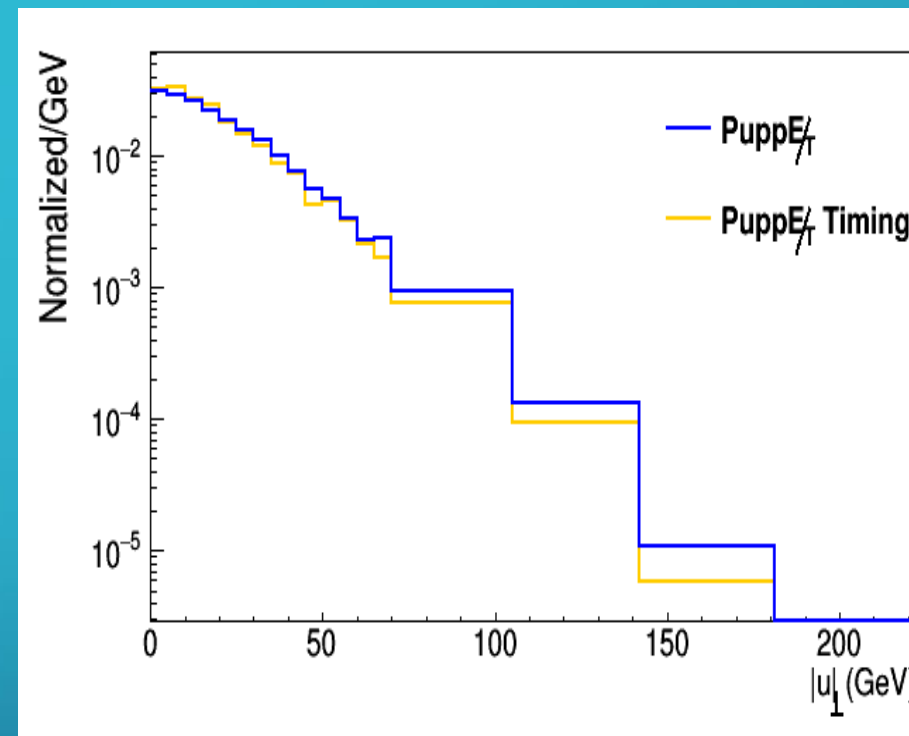 Normalized/GeV
PuppE̸T
PuppE̸T Timing
10⁻²
10⁻³
10⁻⁴
10⁻⁵
0 50 100 150 200
|u⊥| (GeV)